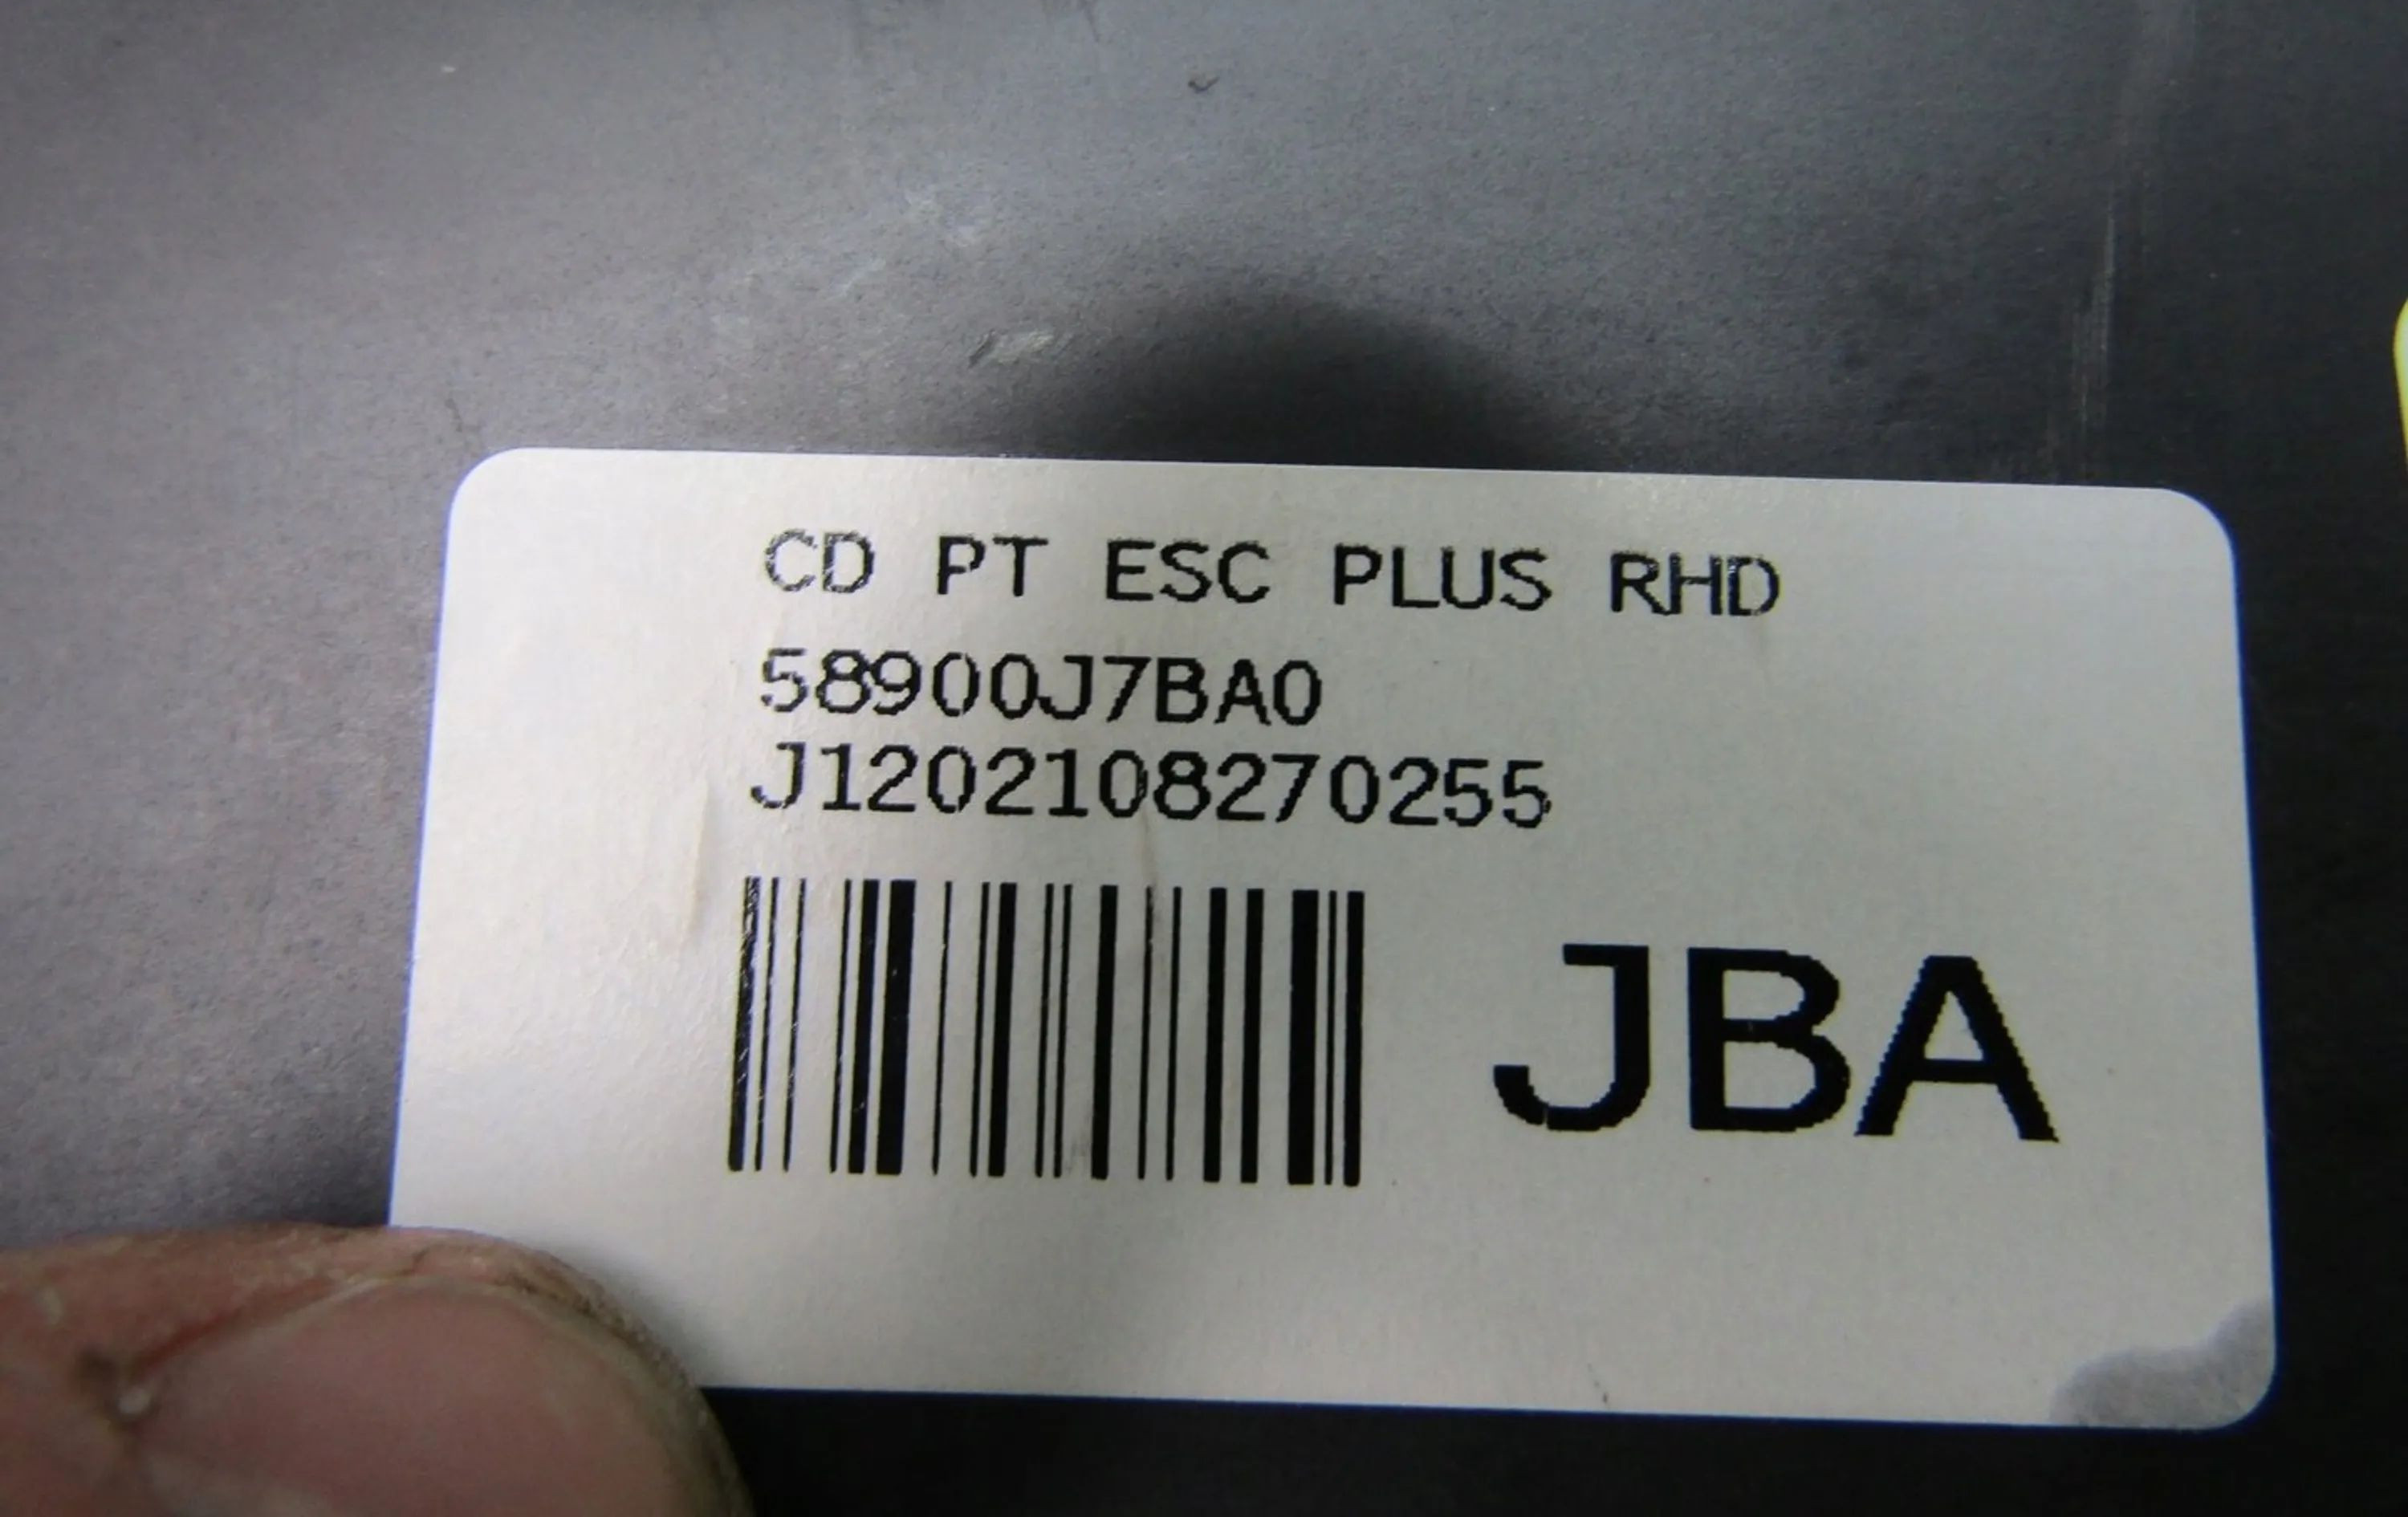 CD PT ESC PLUS RHD
58900J7BA0
J1202108270255
JBA